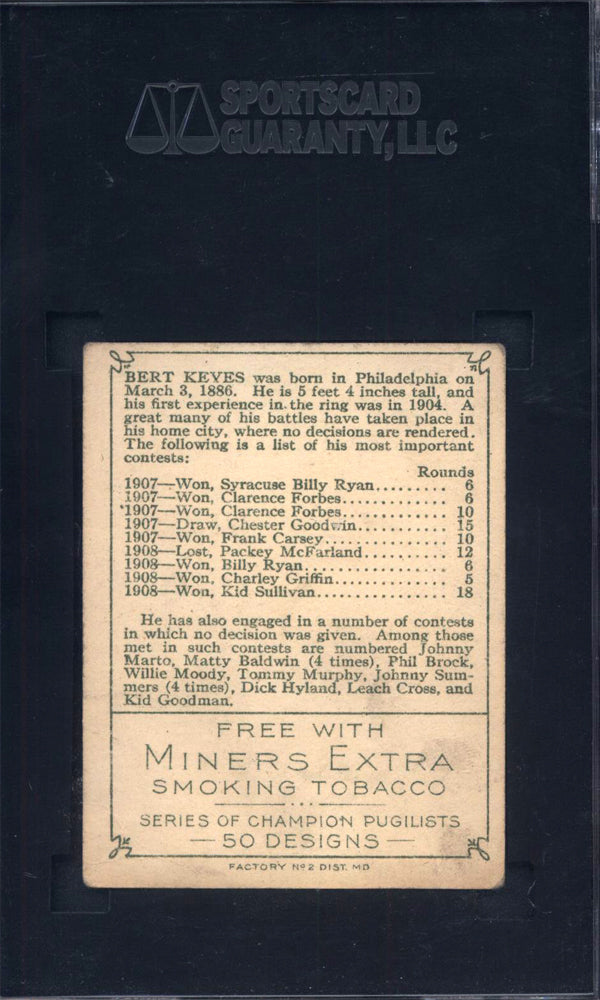 SPORTSCARD
GUARANTY, LLC
BERT KEYES was born in Philadelphia on
March 3, 1886. He is 5 feet 4 inches tall, and
his first experience in the ring was in 1904. A
great many of his battles have taken place in
his home city, where no decisions are rendered.
The following is a list of his most important
contests:
Rounds
1907—Won, Syracuse Billy Ryan......... 6
1907—Won, Clarence Forbes............. 6
1907—Won, Clarence Forbes............. 10
1907—Draw, Chester Goodwin........... 15
1907—Won, Frank Carsey............... 10
1908—Lost, Packey McFarland.......... 12
1908—Won, Billy Ryan.................. 6
1908—Won, Charley Griffin............. 5
1908—Won, Kid Sullivan................ 18
He has also engaged in a number of contests
in which no decision was given. Among those
met in such contests are numbered Johnny
Marto, Matty Baldwin (4 times), Phil Brock,
Willie Moody, Tommy Murphy, Johnny Sum-
mers (4 times), Dick Hyland, Leach Cross, and
Kid Goodman.
FREE WITH
MINERS EXTRA
SMOKING TOBACCO
SERIES OF CHAMPION PUGILISTS
— 50 DESIGNS —
FACTORY Nº 2 DIST. MD